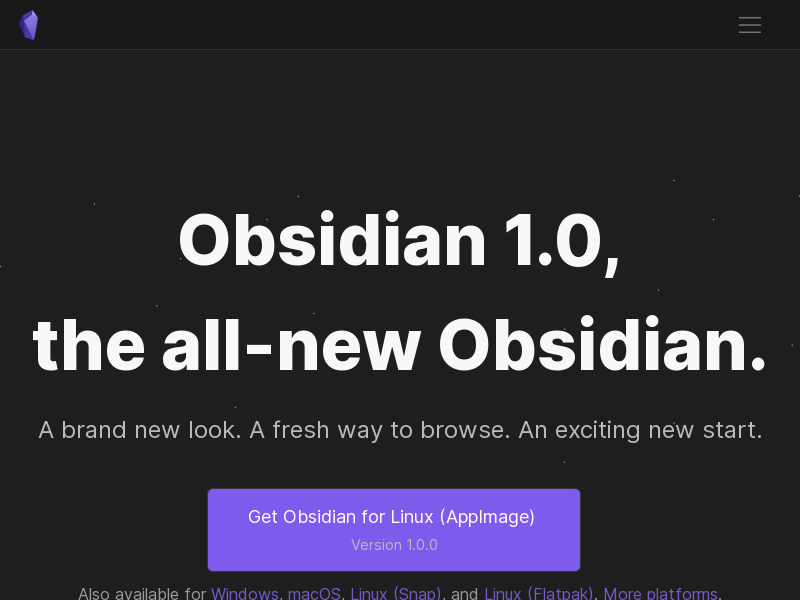 Obsidian 1.0,
the all-new Obsidian.
A brand new look. A fresh way to browse. An exciting new start.
Get Obsidian for Linux (AppImage)
Version 1.0.0
Also available for Windows, macOS, Linux (Snap), and Linux (Flatpak). More platforms.